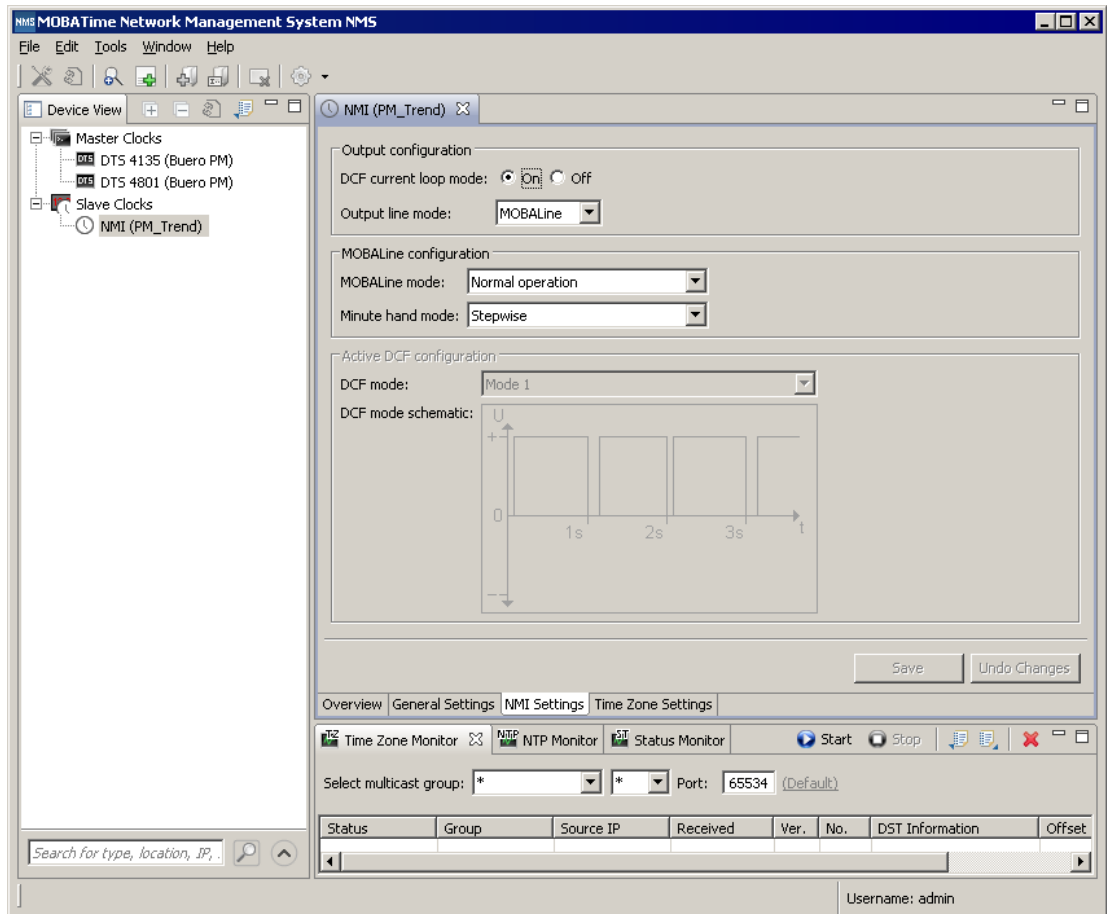 NMS MOBATime Network Management System NMS
File Edit Tools Window Help
Device View
Master Clocks
DTS DTS 4135 (Buero PM)
DTS DTS 4801 (Buero PM)
Slave Clocks
NMI (PM_Trend)
Search for type, location, IP, .
NMI (PM_Trend)
Output configuration
DCF current loop mode: On Off
Output line mode: MOBALine
MOBALine configuration
MOBALine mode: Normal operation
Minute hand mode: Stepwise
Active DCF configuration
DCF mode: Mode 1
DCF mode schematic:
U
+
0
1s 2s 3s t
--
Save Undo Changes
Overview General Settings NMI Settings Time Zone Settings
TZ Time Zone Monitor NTP NTP Monitor ST Status Monitor Start Stop
Select multicast group: * * Port: 65534 (Default)
Status Group Source IP Received Ver. No. DST Information Offset
Username: admin